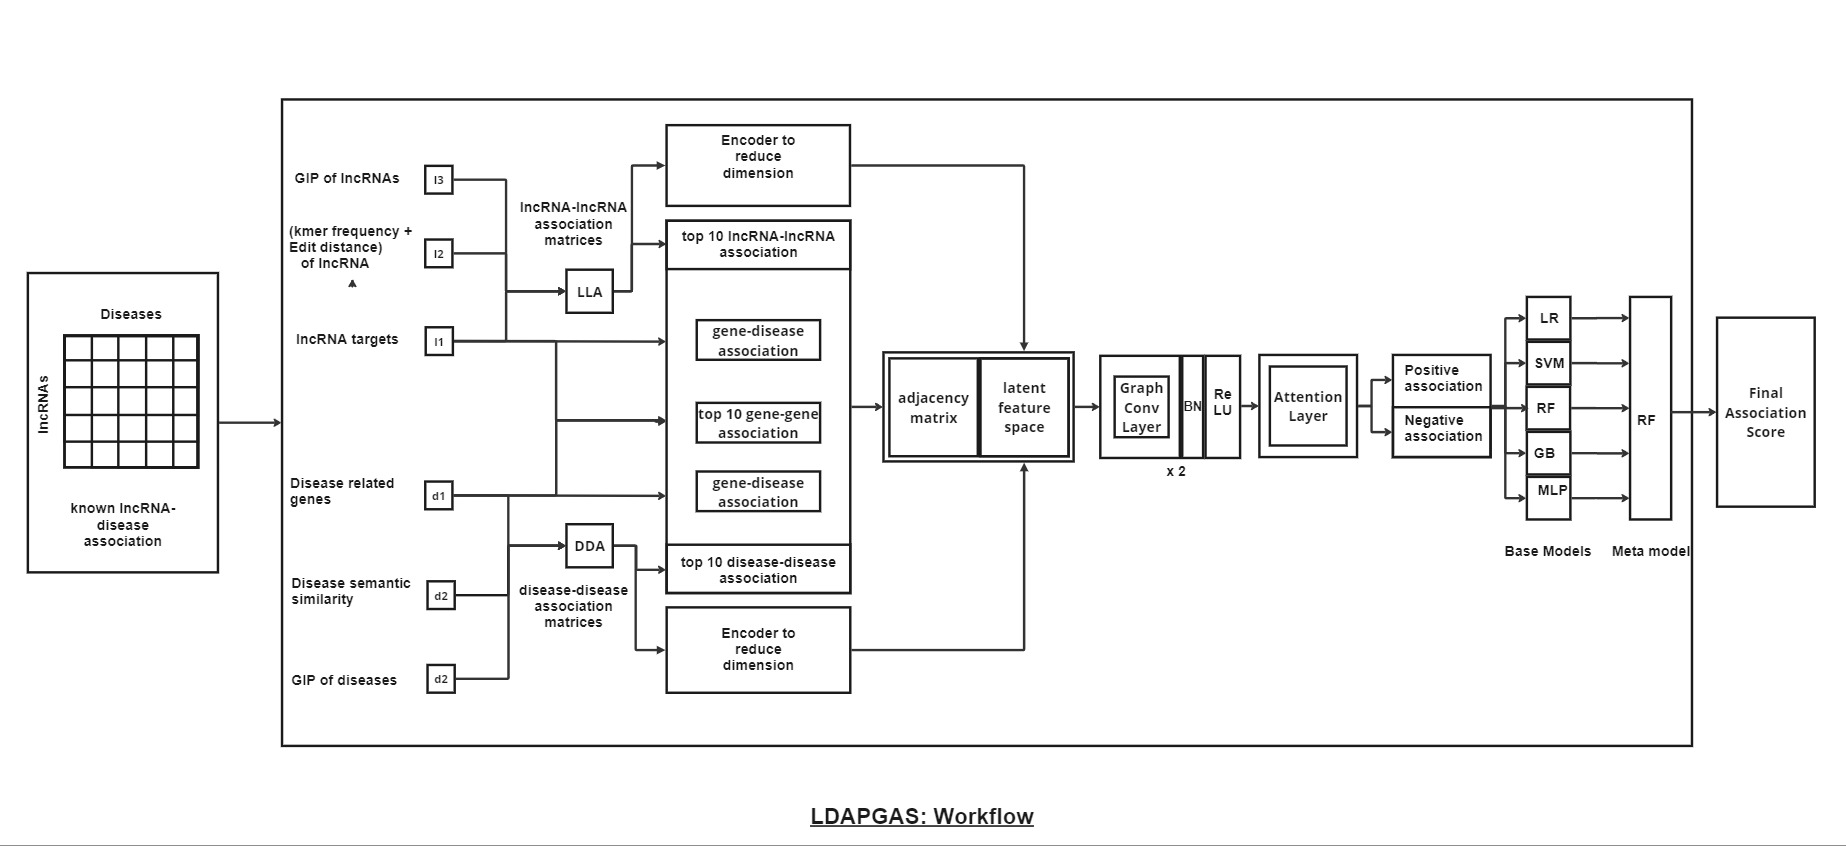 Diseases
lncRNAs
known lncRNA-
disease
association
GIP of lncRNAs
l3
(kmer frequency +
Edit distance)
of lncRNA
l2
lncRNA targets
l1
Disease related
genes
d1
Disease semantic
similarity
d2
GIP of diseases
d2
lncRNA-lncRNA
association
matrices
LLA
DDA
disease-disease
association
matrices
Encoder to
reduce
dimension
top 10 lncRNA-lncRNA
association
gene-disease
association
top 10 gene-gene
association
gene-disease
association
top 10 disease-disease
association
Encoder to
reduce
dimension
adjacency
matrix
latent
feature
space
Graph
Conv
Layer
BN
Re
LU
x 2
Attention
Layer
Positive
association
Negative
association
LR
SVM
RF
GB
MLP
Base Models
RF
Meta model
Final
Association
Score
LDAPGAS: Workflow